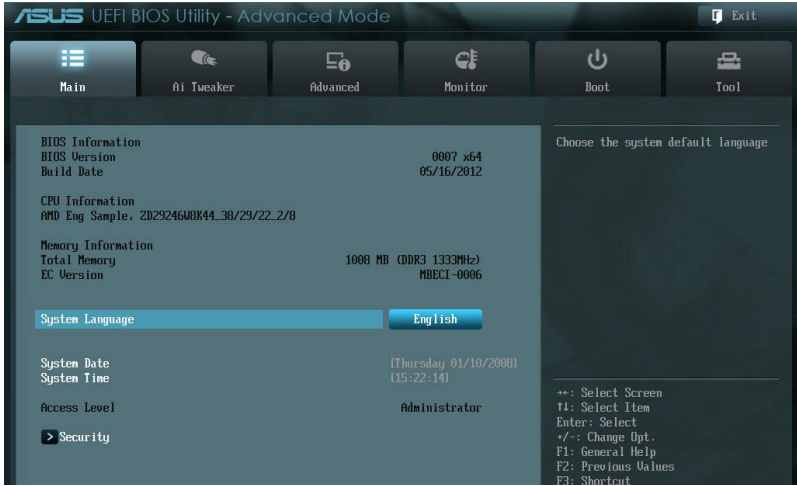 ASUS UEFI BIOS Utility - Advanced Mode
Exit
Main Ai Tweaker Advanced Monitor Boot Tool
BIOS Information
BIOS Version 0007 x64
Build Date 05/16/2012
CPU Information
AMD Eng Sample, ZD29246W8K44_38/29/22_2/8
Memory Information
Total Memory 1008 MB (DDR3 1333MHz)
EC Version MBECI-0006
System Language English
System Date [Thursday 01/10/2008]
System Time [15:22:14]
Access Level Administrator
> Security
Choose the system default language
→←: Select Screen
↑↓: Select Item
Enter: Select
+/-: Change Opt.
F1: General Help
F2: Previous Values
F3: Shortcut